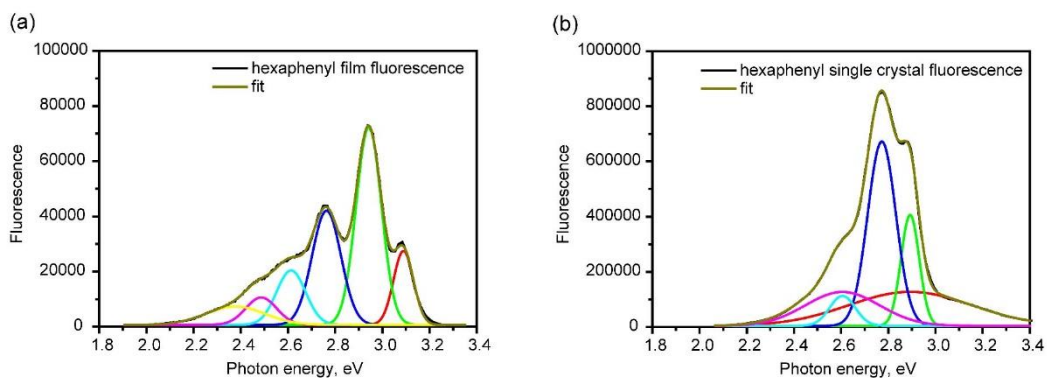 (a)
100000
80000
60000
40000
20000
0
Fluorescence
hexaphenyl film fluorescence
fit
1.8 2.0 2.2 2.4 2.6 2.8 3.0 3.2 3.4
Photon energy, eV
(b)
1000000
800000
600000
400000
200000
0
Fluorescence
hexaphenyl single crystal fluorescence
fit
1.8 2.0 2.2 2.4 2.6 2.8 3.0 3.2 3.4
Photon energy, eV